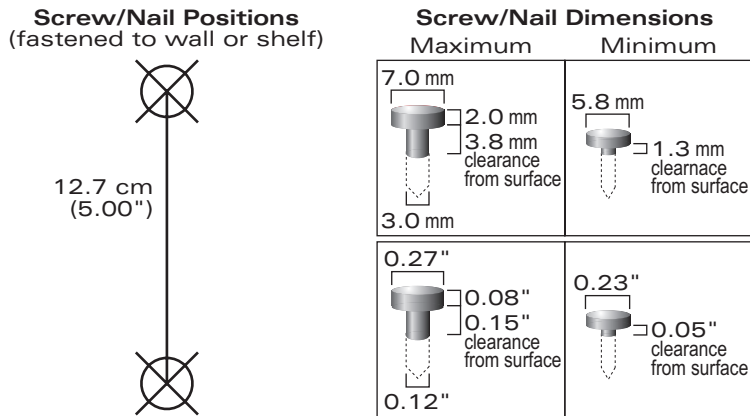 Screw/Nail Positions
(fastened to wall or shelf)
12.7 cm
(5.00")
Screw/Nail Dimensions
Maximum Minimum
7.0 mm
2.0 mm
3.8 mm
clearance
from surface
3.0 mm
5.8 mm
1.3 mm
clearnace
from surface
0.27"
0.08"
0.15"
clearance
from surface
0.12"
0.23"
0.05"
clearance
from surface